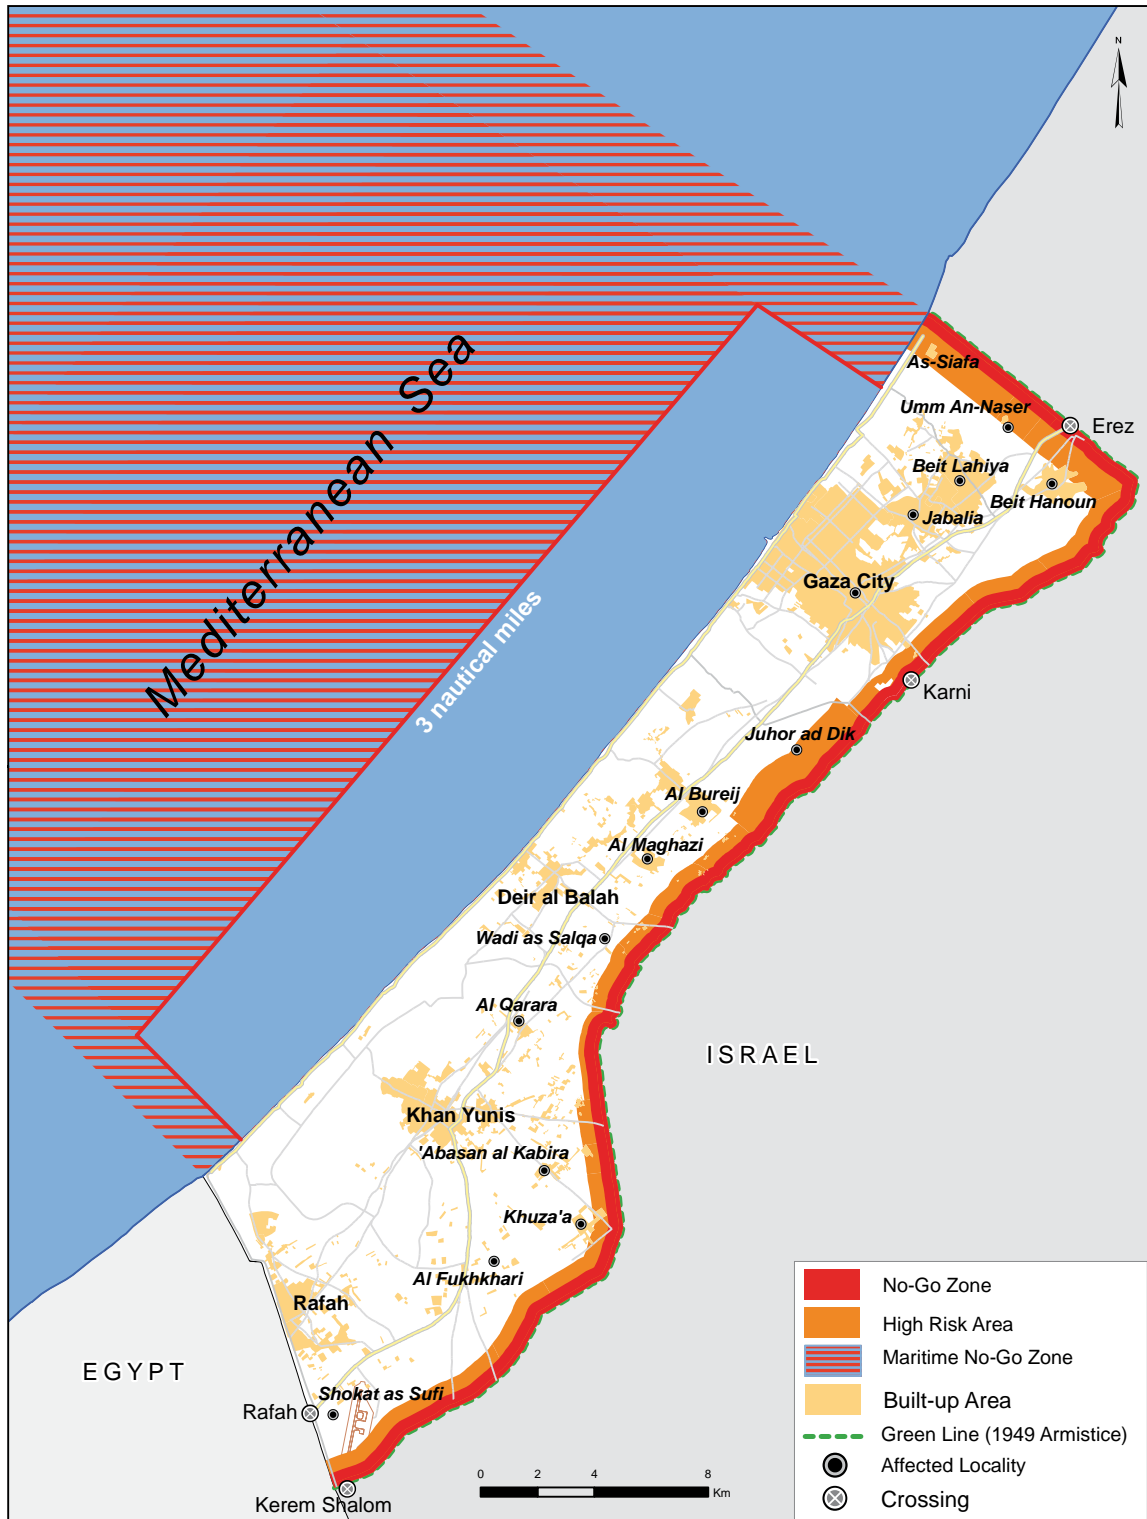 N
Mediterranean Sea
3 nautical miles
As-Siafa
Umm An-Naser
Erez
Beit Lahiya
Beit Hanoun
Jabalia
Gaza City
Karni
Juhor ad Dik
Al Bureij
Al Maghazi
Deir al Balah
Wadi as Salqa
Al Qarara
ISRAEL
Khan Yunis
'Abasan al Kabira
Khuza'a
Al Fukhkhari
Rafah
EGYPT
Shokat as Sufi
Rafah
Kerem Shalom
0 2 4 8
Km
No-Go Zone
High Risk Area
Maritime No-Go Zone
Built-up Area
Green Line (1949 Armistice)
Affected Locality
Crossing